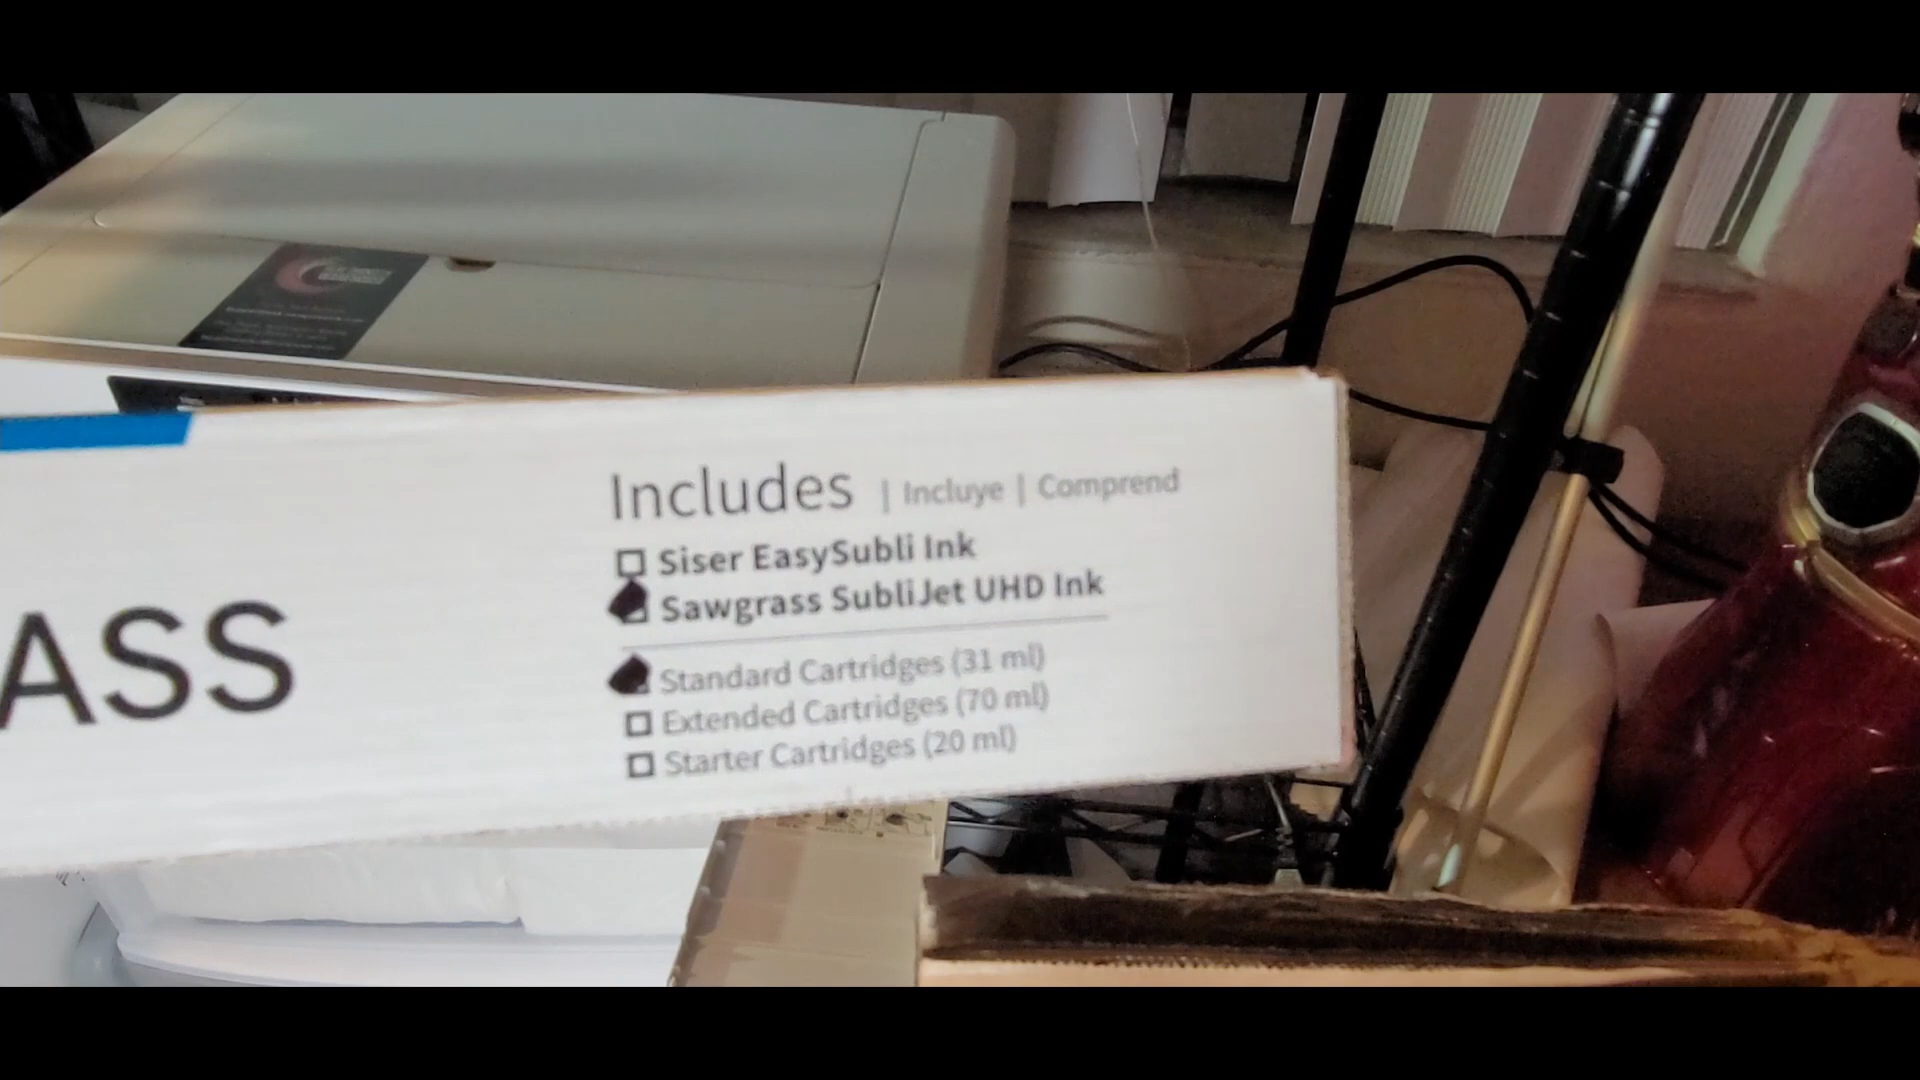 Includes | Incluye | Comprend
Siser EasySubli Ink
Sawgrass SubliJet UHD Ink
ASS
Standard Cartridges (31 ml)
Extended Cartridges (70 ml)
Starter Cartridges (20 ml)